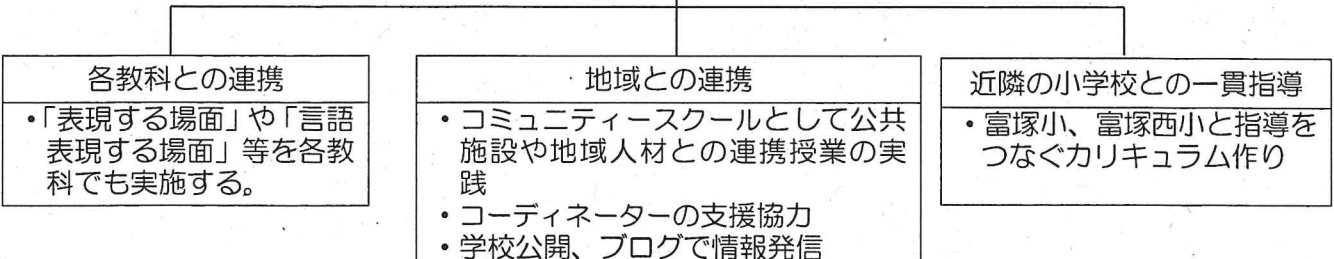 各教科との連携
・「表現する場面」や「言語
表現する場面」等を各教
科でも実施する。
地域との連携
・コミュニティースクールとして公共
施設や地域人材との連携授業の実
践
・コーディネーターの支援協力
・学校公開、ブログで情報発信
近隣の小学校との一貫指導
・富塚小、富塚西小と指導を
つなぐカリキュラム作り